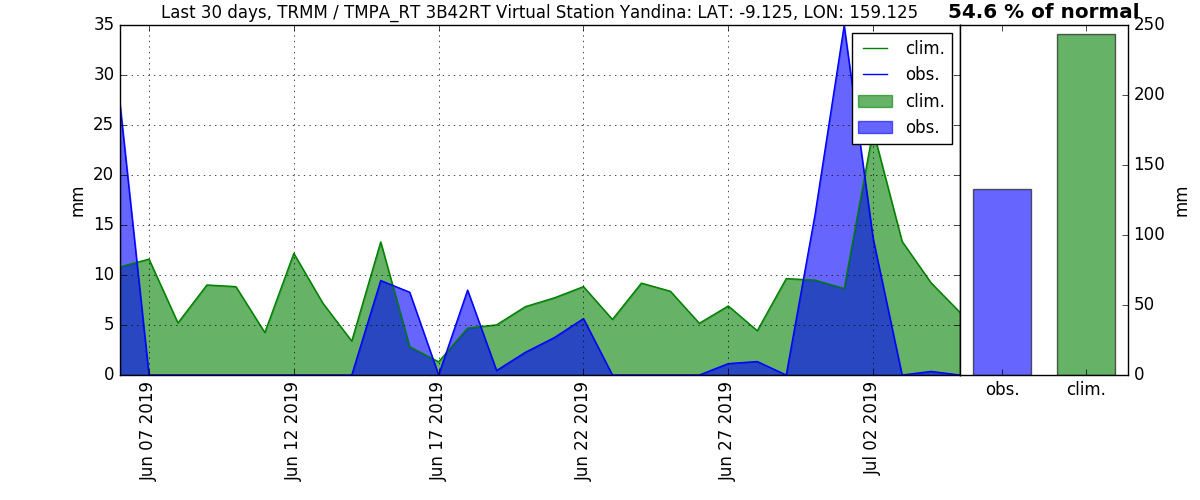 Last 30 days, TRMM / TMPA_RT 3B42RT Virtual Station Yandina: LAT: -9.125, LON: 159.125
54.6 % of normal
35
30
25
20
15
10
5
0
mm
clim.
obs.
clim.
obs.
Jun 07 2019
Jun 12 2019
Jun 17 2019
Jun 22 2019
Jun 27 2019
Jul 02 2019
250
200
150
100
50
0
mm
obs.
clim.